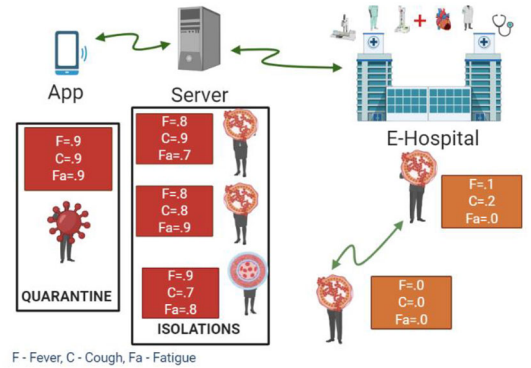 App
Server
E-Hospital
F=.9
C=.9
Fa=.9
QUARANTINE
F=.8
C=.9
Fa=.7
F=.8
C=.8
Fa=.9
F=.9
C=.7
Fa=.8
ISOLATIONS
F=.1
C=.2
Fa=.0
F=.0
C=.0
Fa=.0
F - Fever, C - Cough, Fa - Fatigue